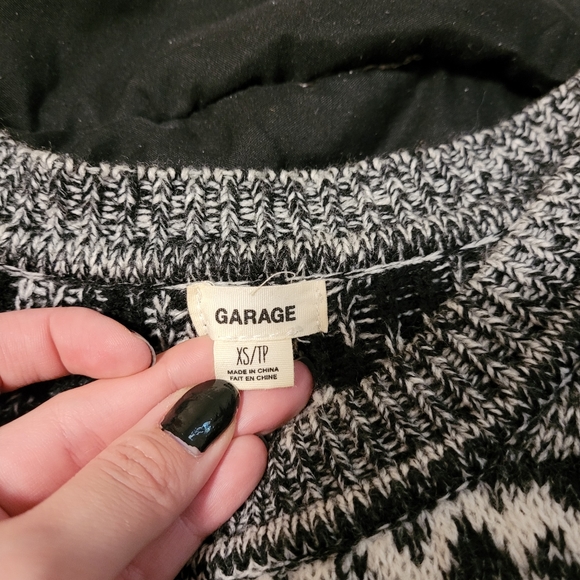 GARAGE
XS/TP
MADE IN CHINA
FAIT EN CHINE